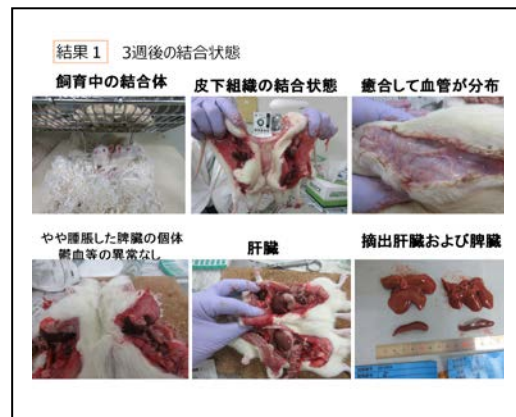 結果1 3週後の結合状態
飼育中の結合体
皮下組織の結合状態
癒合して血管が分布
やや腫脹した脾臓の個体
鬱血等の異常なし
肝臓
摘出肝臓および脾臓